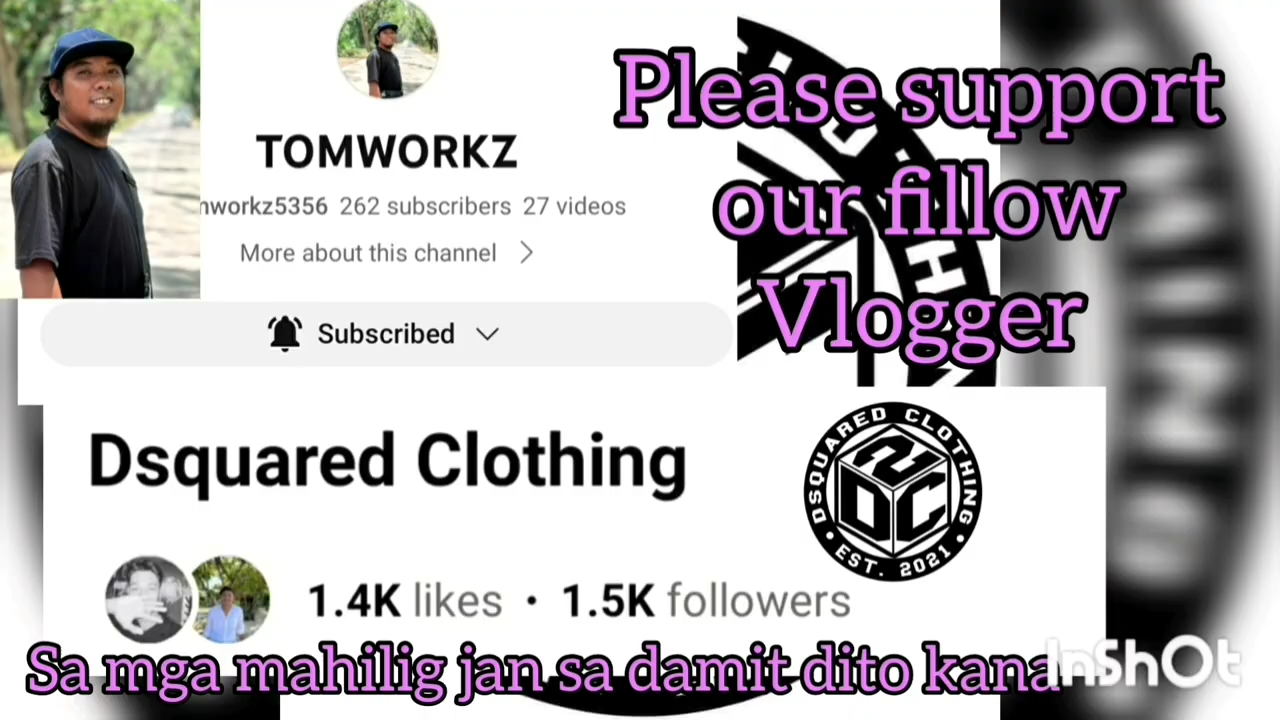 Please support
our fillow
Vlogger
TOMWORKZ
nworkz5356 262 subscribers 27 videos
More about this channel
Subscribed
Dsquared Clothing
DSQUARED CLOTHING
2
DC
• EST. 2021 •
1.4K likes • 1.5K followers
Sa mga mahilig jan sa damit dito kana
InShOt